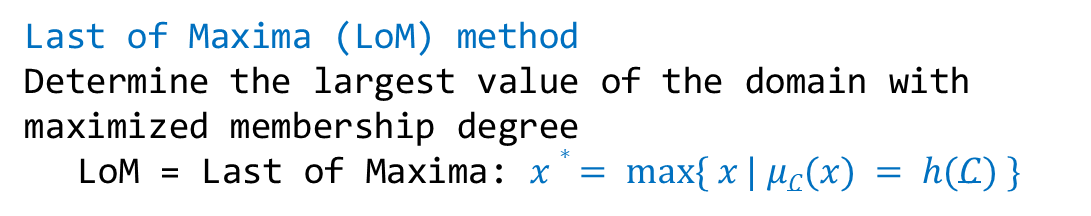 Last of Maxima (LoM) method
Determine the largest value of the domain with
maximized membership degree
LoM = Last of Maxima: x* = max{ x | μ_C̲(x) = h(C̲) }